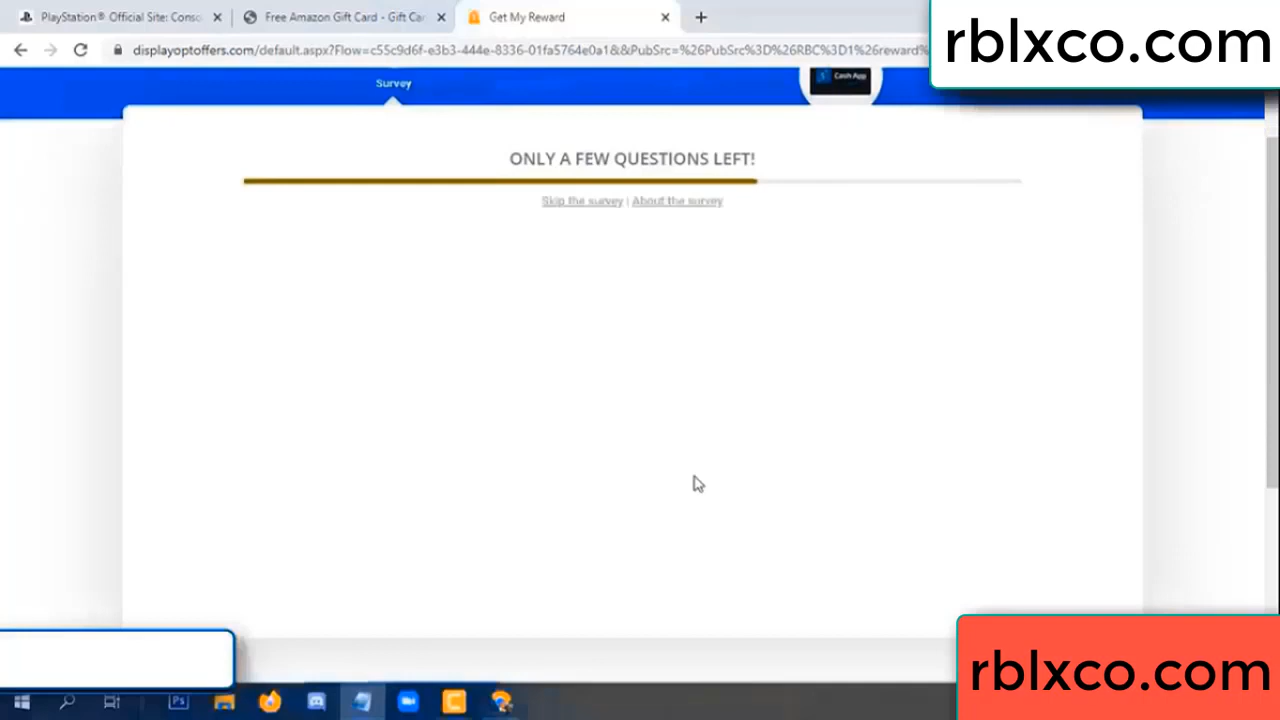 PlayStation® Official Site: Conso
Free Amazon Gift Card - Gift Car
Get My Reward
displayoptoffers.com/default.aspx?Flow=c55c9d6f-e3b3-444e-8336-01fa5764e0a1&&PubSrc=%26PubSrc%3D%26RBC%3D1%26reward%
rblxco.com
Survey
Cash App
ONLY A FEW QUESTIONS LEFT!
Skip the survey | About the survey
rblxco.com
Ps